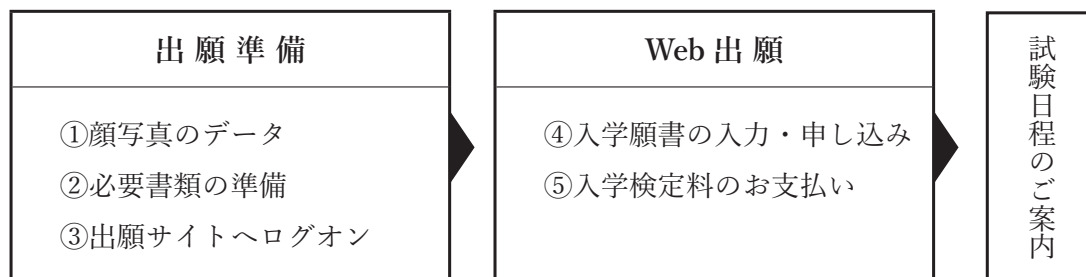 出願準備
①顔写真のデータ
②必要書類の準備
③出願サイトへログオン
Web 出願
④入学願書の入力・申し込み
⑤入学検定料のお支払い
試験日程のご案内